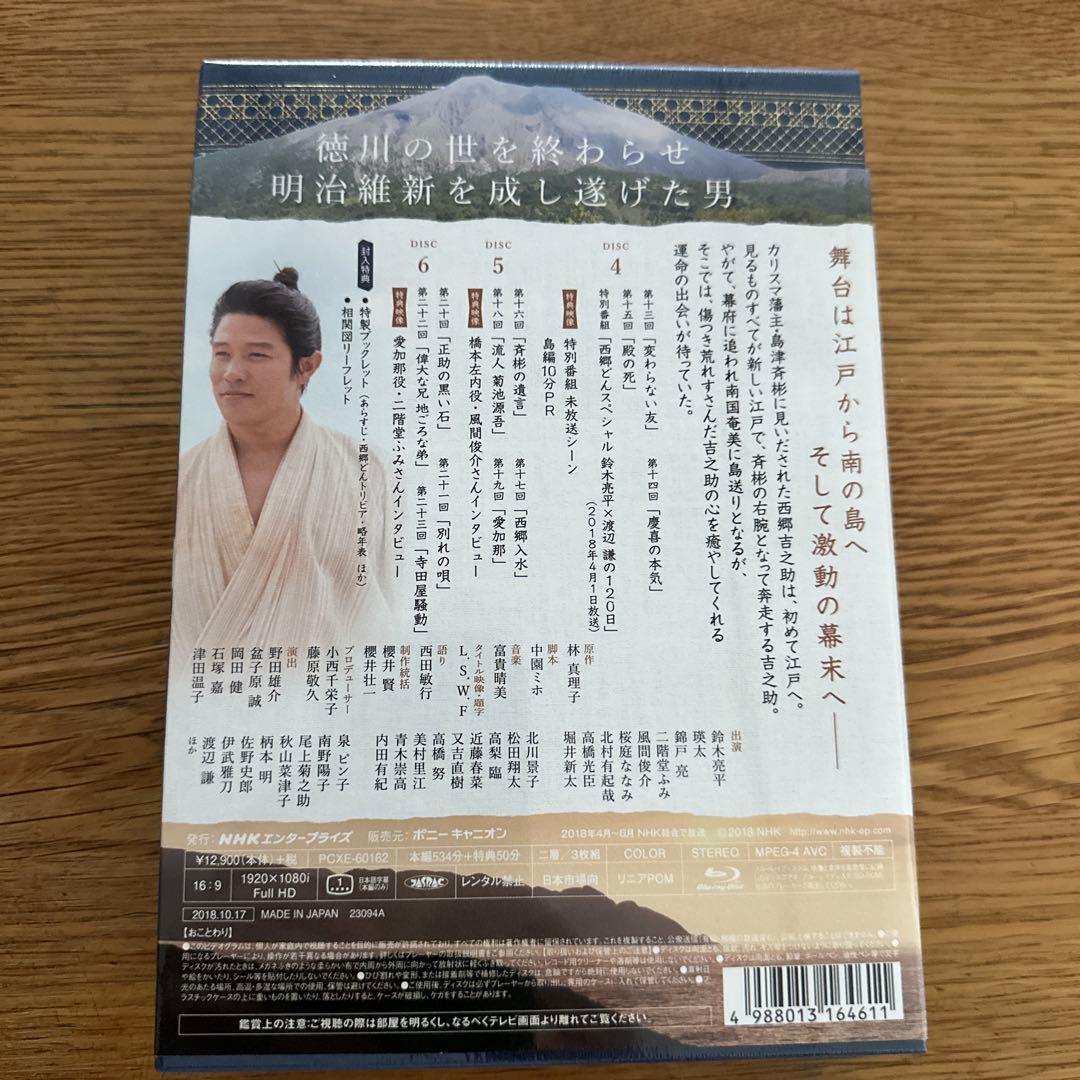 徳川の世を終わらせ
明治維新を成し遂げた男
舞台は江戸から南の島へ
そして激動の幕末へ――
カリスマ藩主・島津斉彬に見いだされた西郷吉之助は、初めて江戸へ。
見るものすべてが新しい江戸で、斉彬の右腕となって奔走する吉之助。
やがて、幕府に追われ南国奄美に島送りとなるが、
そこでは、傷つき荒れすさんだ吉之助の心を癒やしてくれる
運命の出会いが待っていた。
DISC
4
第十三回「変わらない友」
第十四回「慶喜の本気」
第十五回「殿の死」
特別番組「西郷どんスペシャル 鈴木亮平×渡辺 謙の120日」
(2018年4月1日放送)
特典映像
特別番組 未放送シーン
島編10分PR
DISC
5
第十六回「斉彬の遺言」
第十七回「西郷入水」
第十八回「流人 菊池源吾」
第十九回「愛加那」
特典映像
橋本左内役・風間俊介さんインタビュー
DISC
6
第二十回「正助の黒い石」
第二十一回「別れの唄」
第二十二回「偉大な兄 地ごろな弟」
第二十三回「寺田屋騒動」
特典映像
愛加那役・二階堂ふみさんインタビュー
封入特典
・特製ブックレット(あらすじ・西郷どんトリビア・略年表 ほか)
・相関図リーフレット
原作
林 真理子
脚本
中園ミホ
音楽
富貴晴美
タイトル映像・題字
L.S.W.F
語り
西田敏行
制作統括
櫻井 賢
櫻井壮一
プロデューサー
小西千栄子
藤原敬久
演出
野田雄介
盆子原 誠
岡田 健
石塚 嘉
津田温子
出演
鈴木亮平
瑛太
錦戸 亮
二階堂ふみ
風間俊介
桜庭ななみ
北村有起哉
高橋光臣
堀井新太
北川景子
松田翔太
高梨 臨
近藤春菜
又吉直樹
高橋 努
美村里江
青木崇高
内田有紀
泉 ピン子
南野陽子
尾上菊之助
秋山菜津子
柄本 明
佐野史郎
伊武雅刀
渡辺 謙
ほか
発行:NHKエンタープライズ 販売元:ポニーキャニオン 2018年4月~6月 NHK総合で放送 ©2018 NHK http://www.nhk-ep.com
¥12,900(本体)+税 PCXE-60162 本編534分+特典50分 二層/3枚組 COLOR STEREO MPEG-4 AVC 複製不能
16:9 1920×1080i Full HD 1 日本語字幕(本編のみ) JASRAC レンタル禁止 日本市場向 リニアPCM Blu-ray Disc
2018.10.17 MADE IN JAPAN 23094A
【おことわり】
鑑賞上の注意:ご視聴の際は部屋を明るくし、なるべくテレビ画面より離れてご覧ください。
4 988013 164611